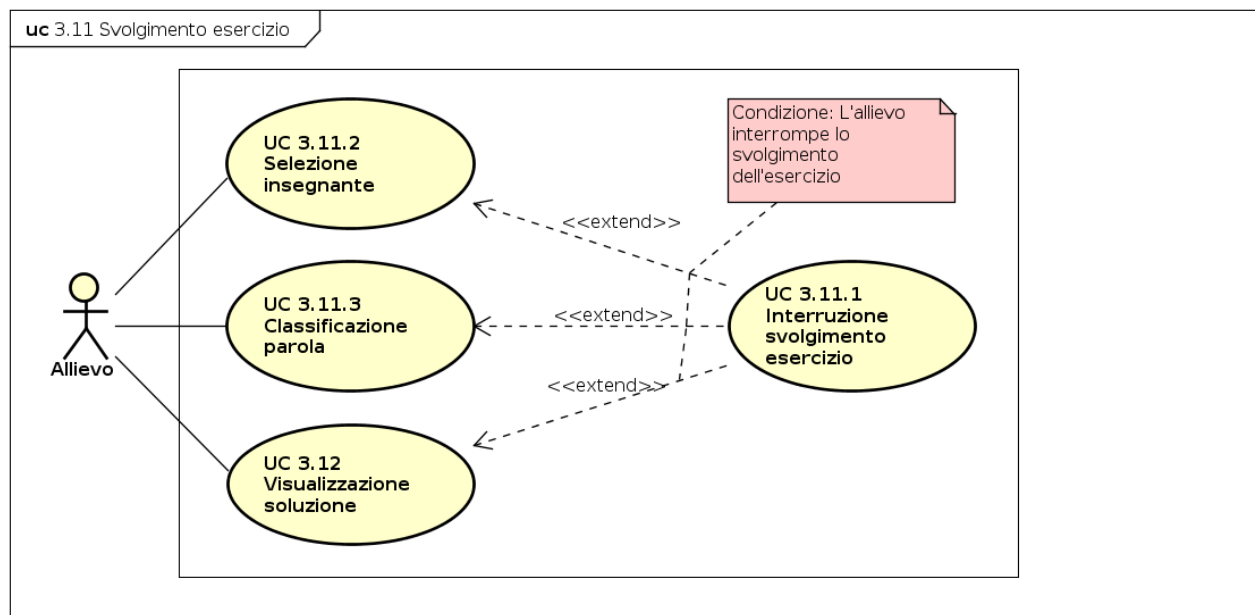 uc 3.11 Svolgimento esercizio
UC 3.11.2
Selezione
insegnante
Condizione: L'allievo
interrompe lo
svolgimento
dell'esercizio
<<extend>>
UC 3.11.3
Classificazione
parola
<<extend>>
UC 3.11.1
Interruzione
svolgimento
esercizio
Allievo
<<extend>>
UC 3.12
Visualizzazione
soluzione